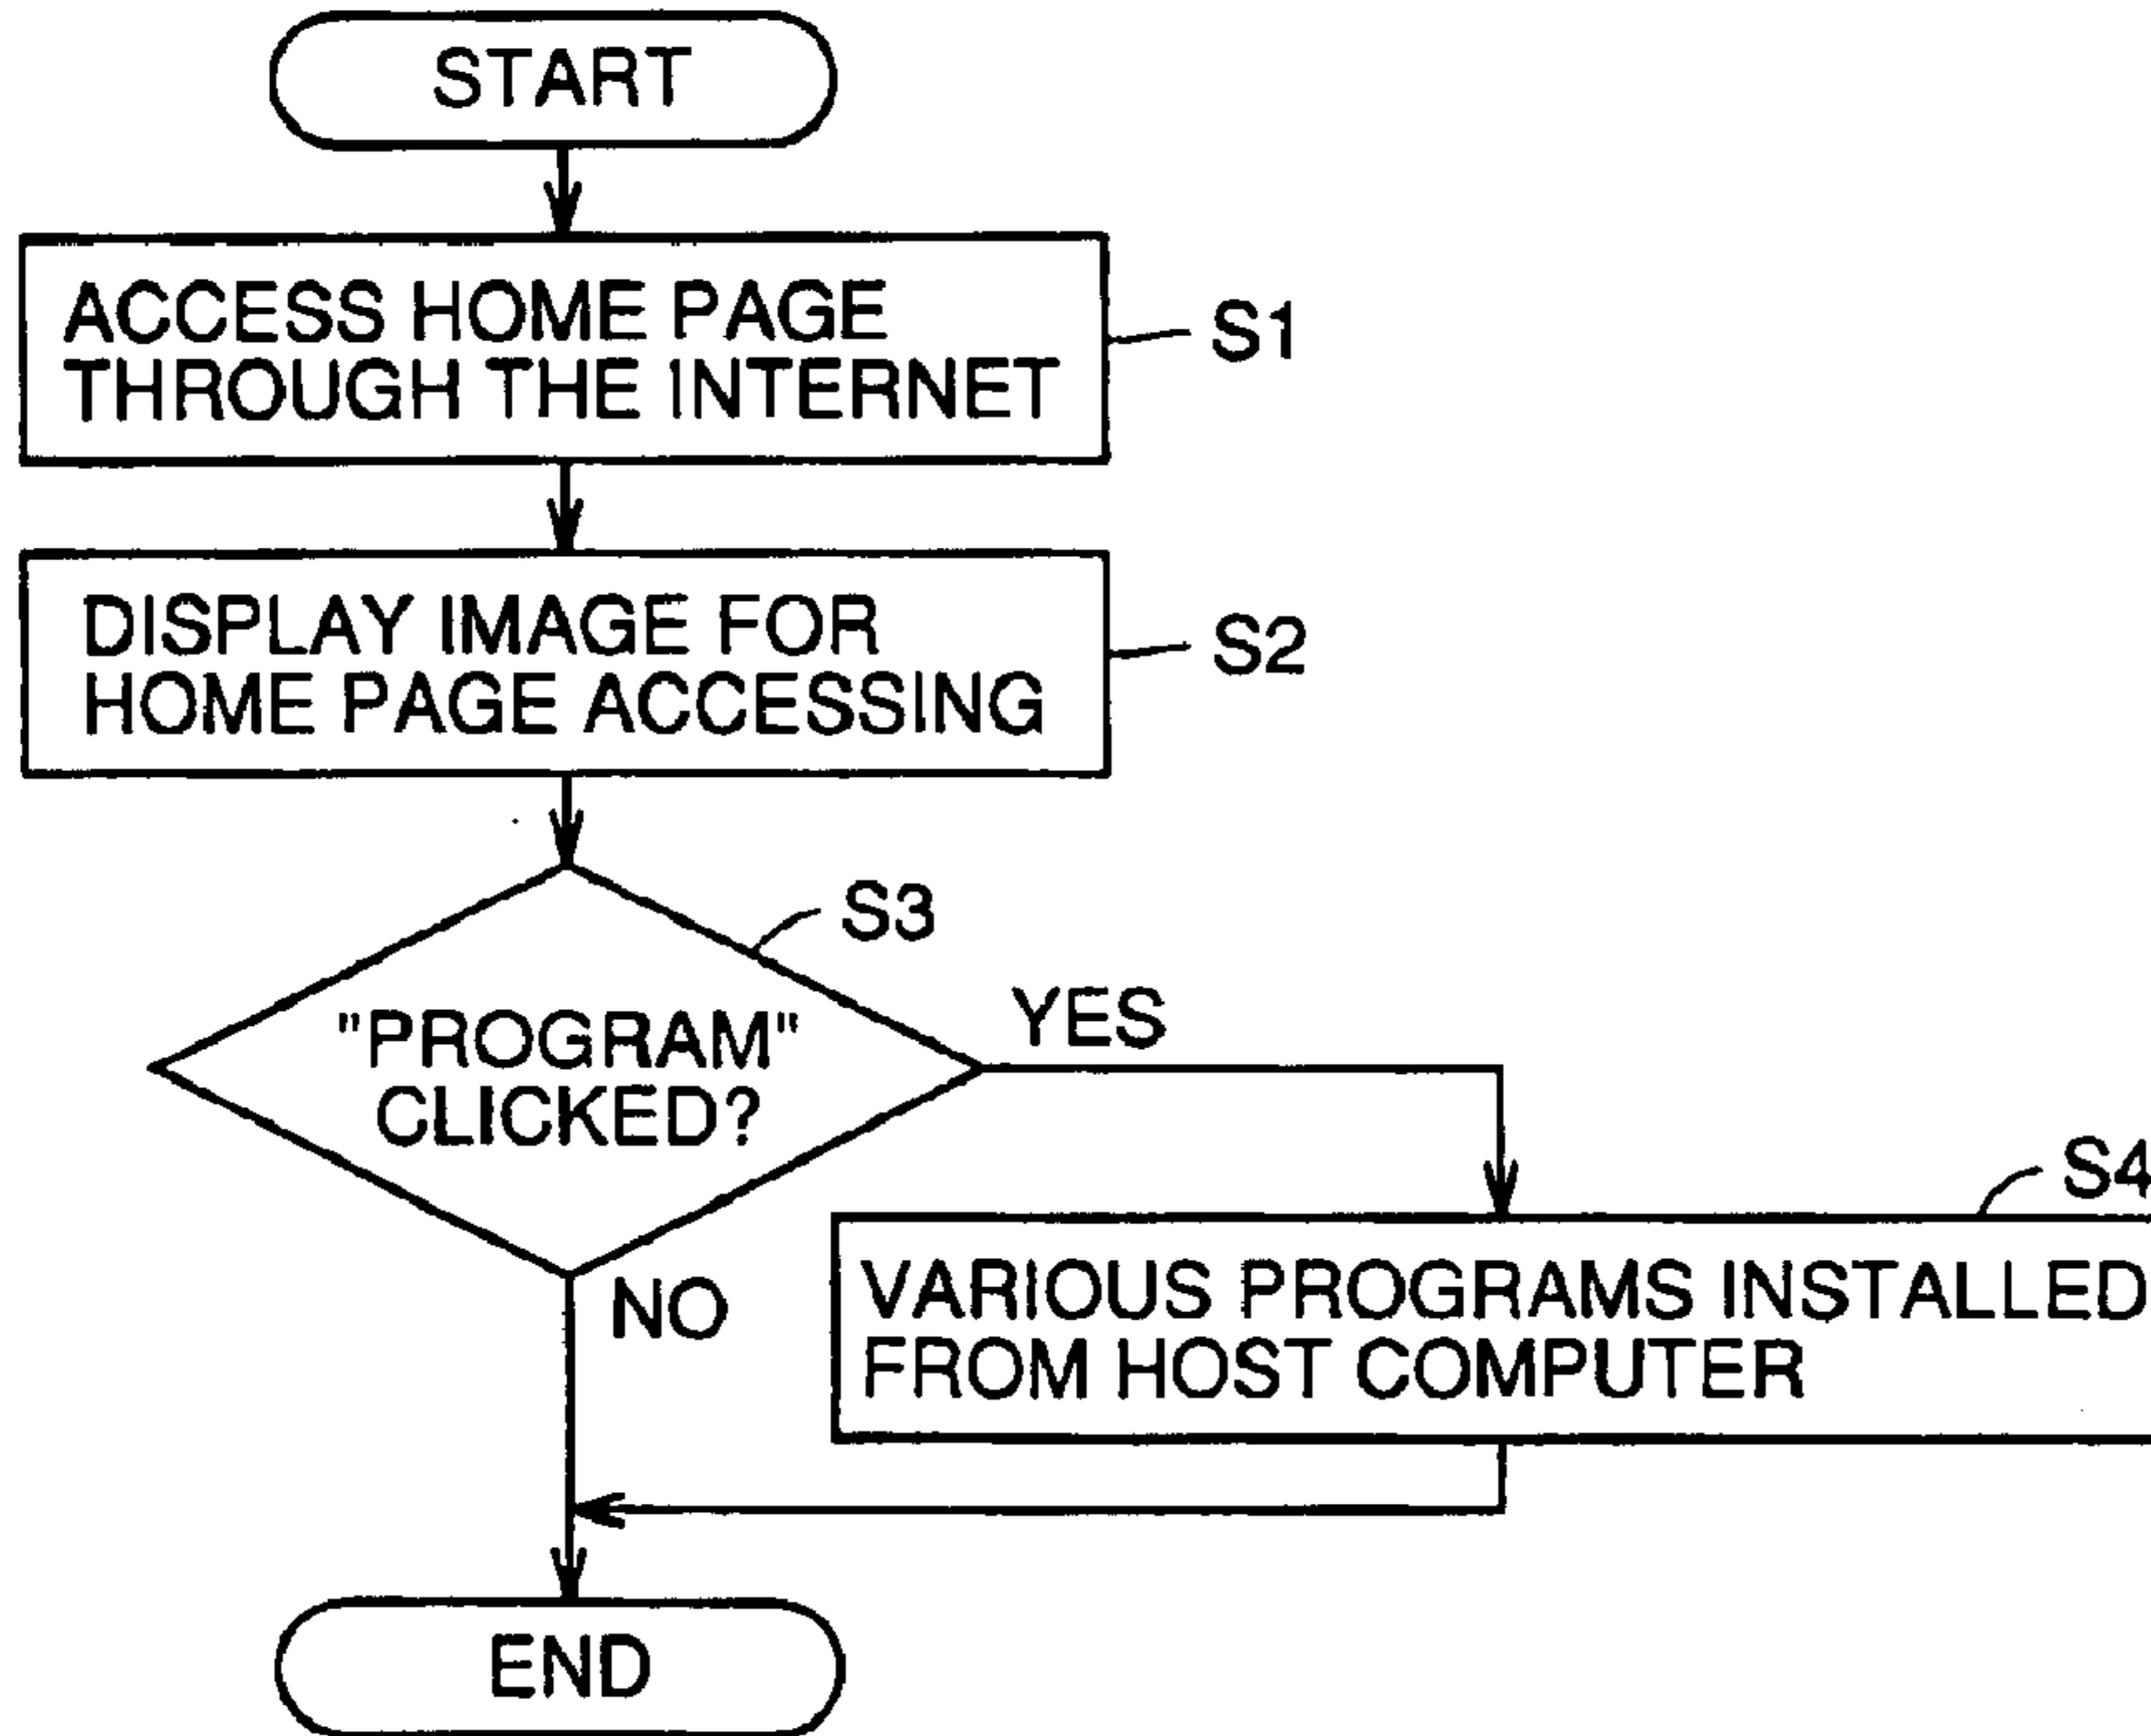 START
ACCESS HOME PAGE
THROUGH THE INTERNET
S1
DISPLAY IMAGE FOR
HOME PAGE ACCESSING
S2
S3
"PROGRAM"
CLICKED?
YES
NO
S4
VARIOUS PROGRAMS INSTALLED
FROM HOST COMPUTER
END